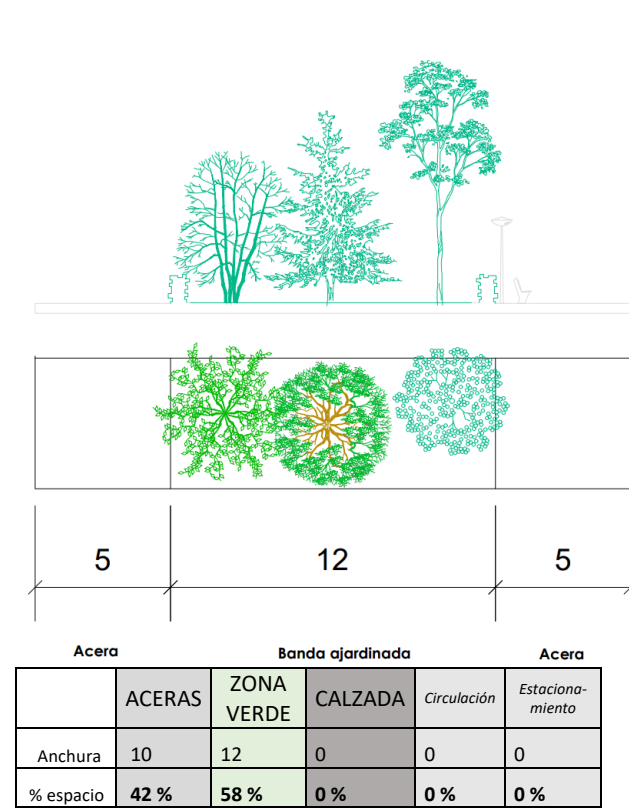 5 12 5
Acera Banda ajardinada Acera
ACERAS ZONA VERDE CALZADA Circulación Estaciona-miento
Anchura 10 12 0 0 0
% espacio 42 % 58 % 0 % 0 % 0 %